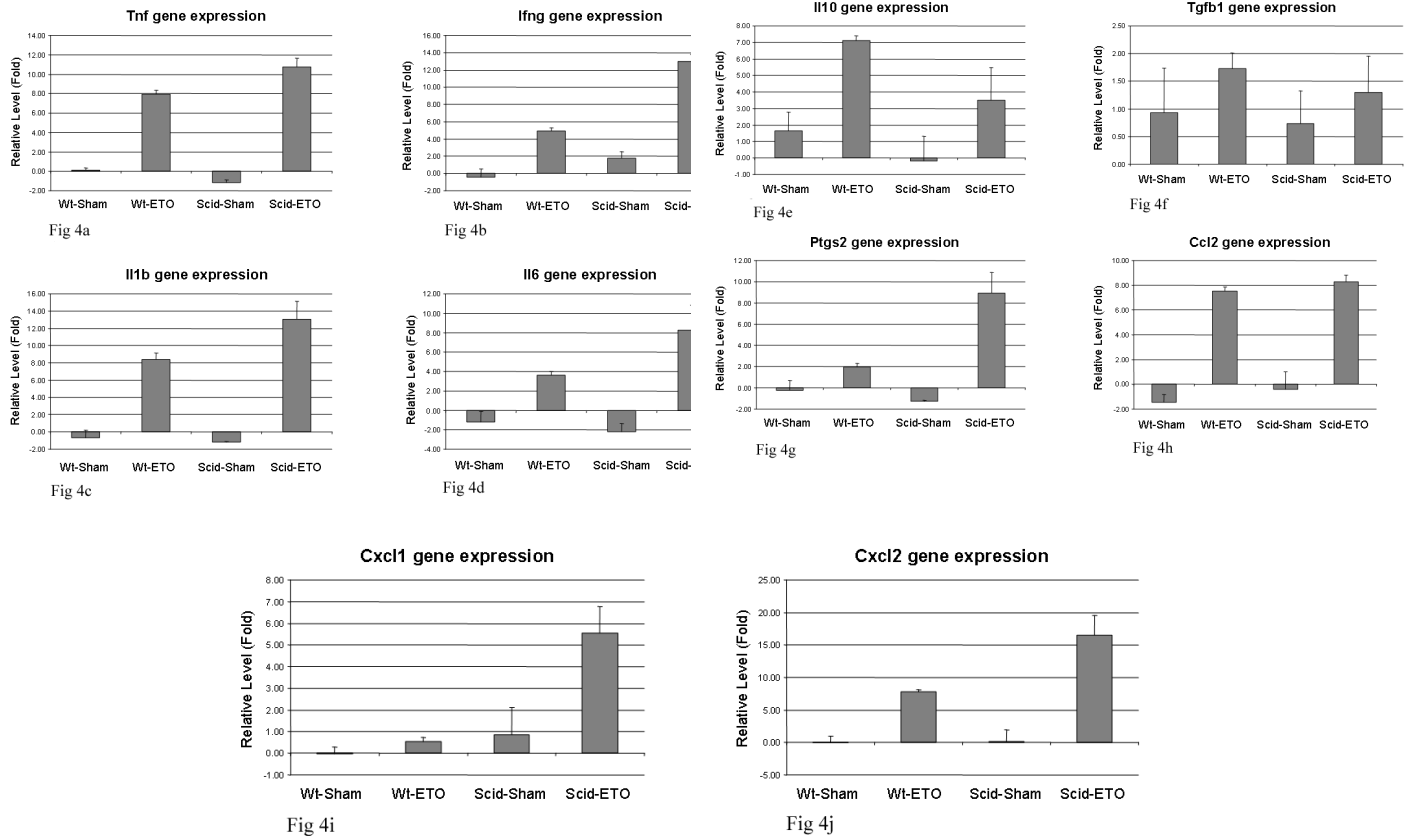 Tnf gene expression
Relative Level (Fold)
14.00
12.00
10.00
8.00
6.00
4.00
2.00
0.00
-2.00
Wt-Sham Wt-ETO Scid-Sham Scid-ETO
Fig 4a
Ifng gene expression
Relative Level (Fold)
16.00
14.00
12.00
10.00
8.00
6.00
4.00
2.00
0.00
-2.00
Wt-Sham Wt-ETO Scid-Sham Scid-
Fig 4b
Il10 gene expression
Relative Level (Fold)
8.00
7.00
6.00
5.00
4.00
3.00
2.00
1.00
0.00
-1.00
Wt-Sham Wt-ETO Scid-Sham Scid-ETO
Fig 4e
Tgfb1 gene expression
Relative Level (Fold)
2.50
2.00
1.50
1.00
0.50
0.00
Wt-Sham Wt-ETO Scid-Sham Scid-ETO
Fig 4f
Il1b gene expression
Relative Level (Fold)
16.00
14.00
12.00
10.00
8.00
6.00
4.00
2.00
0.00
-2.00
Wt-Sham Wt-ETO Scid-Sham Scid-ETO
Fig 4c
Il6 gene expression
Relative Level (Fold)
12.00
10.00
8.00
6.00
4.00
2.00
0.00
-2.00
-4.00
Wt-Sham Wt-ETO Scid-Sham Scid-
Fig 4d
Ptgs2 gene expression
Relative Level (Fold)
12.00
10.00
8.00
6.00
4.00
2.00
0.00
-2.00
Wt-Sham Wt-ETO Scid-Sham Scid-ETO
Fig 4g
Ccl2 gene expression
Relative Level (Fold)
10.00
8.00
6.00
4.00
2.00
0.00
-2.00
Wt-Sham Wt-ETO Scid-Sham Scid-ETO
Fig 4h
Cxcl1 gene expression
Relative Level (Fold)
8.00
7.00
6.00
5.00
4.00
3.00
2.00
1.00
0.00
-1.00
Wt-Sham Wt-ETO Scid-Sham Scid-ETO
Fig 4i
Cxcl2 gene expression
Relative Level (Fold)
25.00
20.00
15.00
10.00
5.00
0.00
-5.00
Wt-Sham Wt-ETO Scid-Sham Scid-ETO
Fig 4j